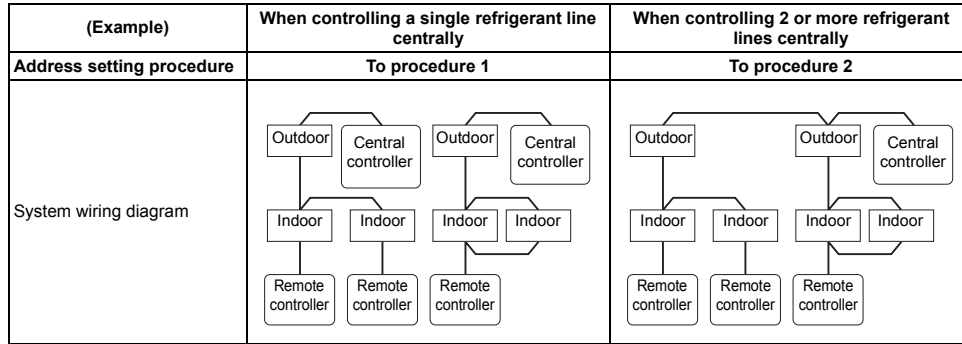 (Example)
When controlling a single refrigerant line
centrally
When controlling 2 or more refrigerant
lines centrally
Address setting procedure
To procedure 1
To procedure 2
System wiring diagram
Outdoor
Central
controller
Outdoor
Central
controller
Indoor
Indoor
Indoor
Indoor
Remote
controller
Remote
controller
Remote
controller
Outdoor
Outdoor
Central
controller
Indoor
Indoor
Indoor
Indoor
Remote
controller
Remote
controller
Remote
controller